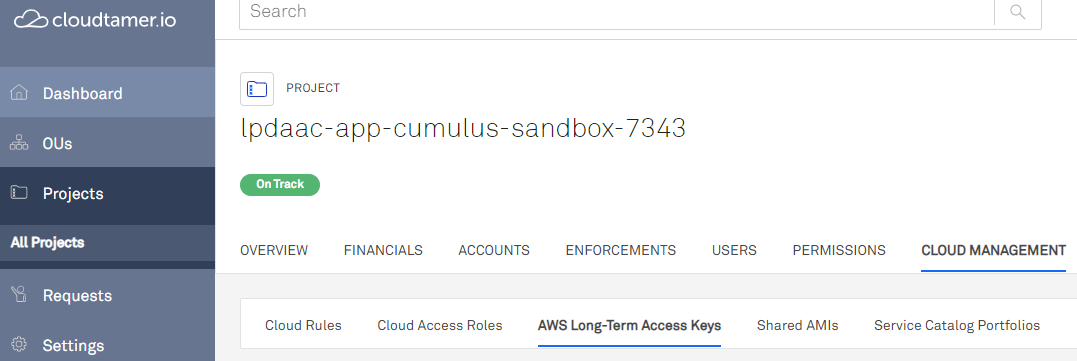 cloudtamer.io
Search
Dashboard
OUs
Projects
All Projects
Requests
Settings
PROJECT
lpdaac-app-cumulus-sandbox-7343
On Track
OVERVIEW FINANCIALS ACCOUNTS ENFORCEMENTS USERS PERMISSIONS CLOUD MANAGEMENT
Cloud Rules Cloud Access Roles AWS Long-Term Access Keys Shared AMIs Service Catalog Portfolios